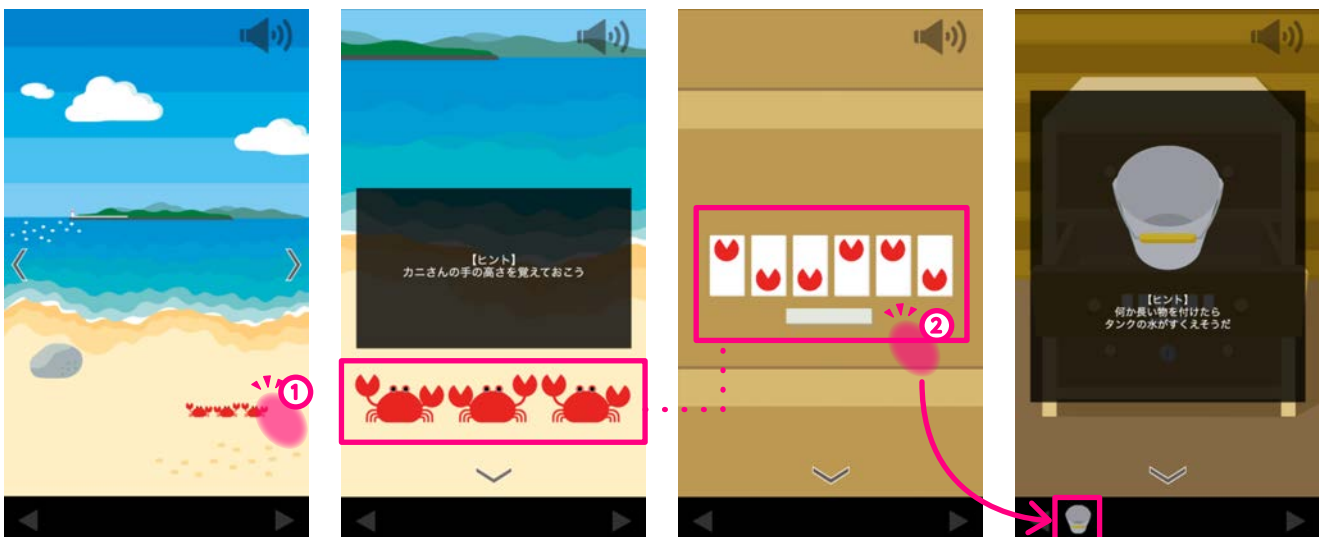 ①
【ヒント】
カニさんの手の高さを覚えておこう
②
【ヒント】
何か長い物を付けたら
タンクの水がすくえそうだ